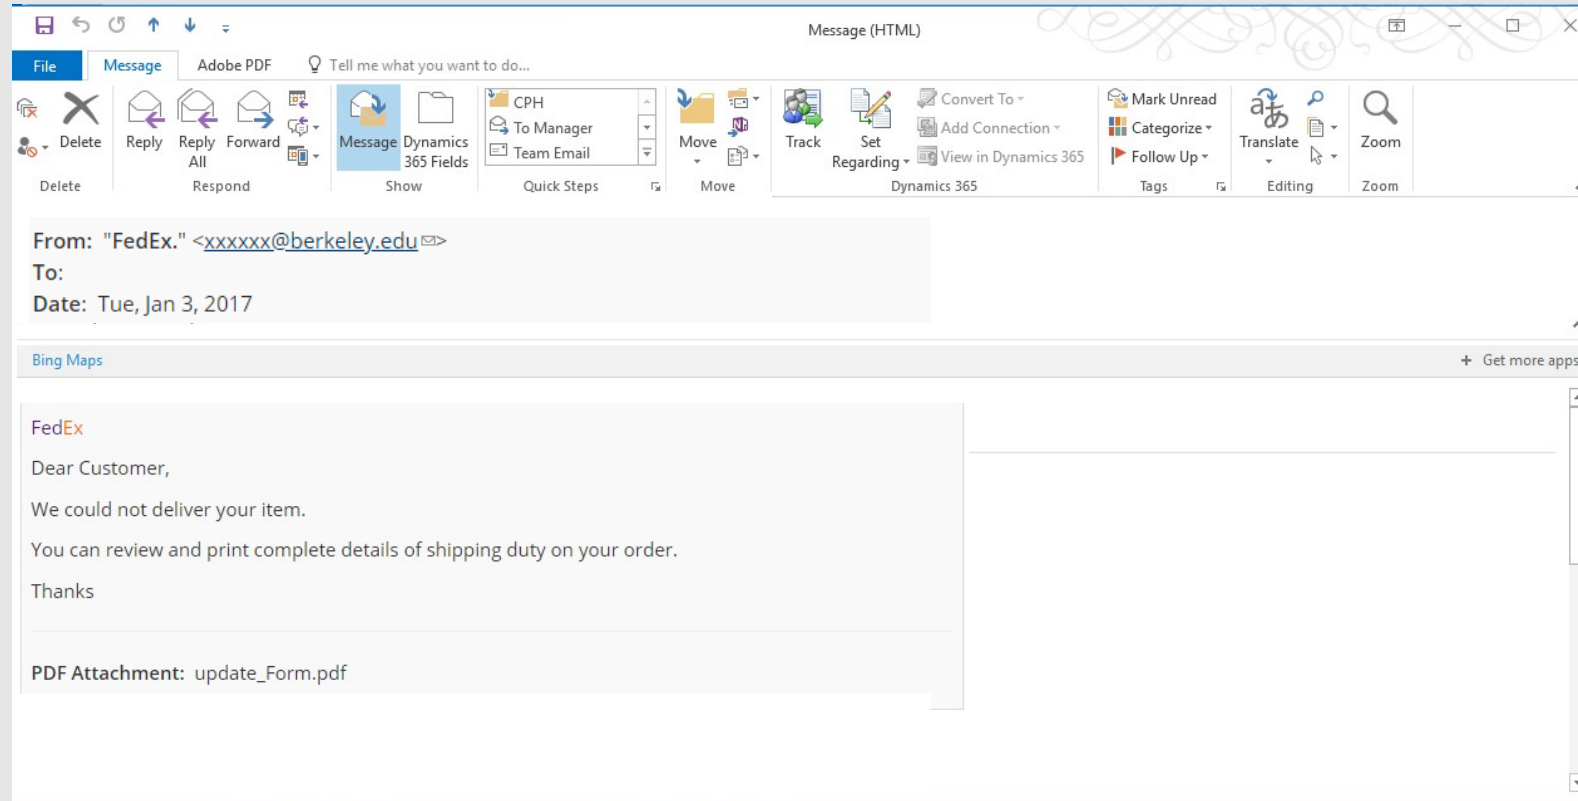 Message (HTML)
File Message Adobe PDF Tell me what you want to do...
Delete
Reply
Reply All
Forward
Message
Dynamics 365 Fields
CPH
To Manager
Team Email
Move
Track
Set Regarding
Convert To
Add Connection
View in Dynamics 365
Mark Unread
Categorize
Follow Up
Translate
Zoom
Delete Respond Show Quick Steps Move Dynamics 365 Tags Editing Zoom
From: "FedEx." <xxxxxx@berkeley.edu>
To:
Date: Tue, Jan 3, 2017
Bing Maps + Get more apps
FedEx
Dear Customer,
We could not deliver your item.
You can review and print complete details of shipping duty on your order.
Thanks
PDF Attachment: update_Form.pdf